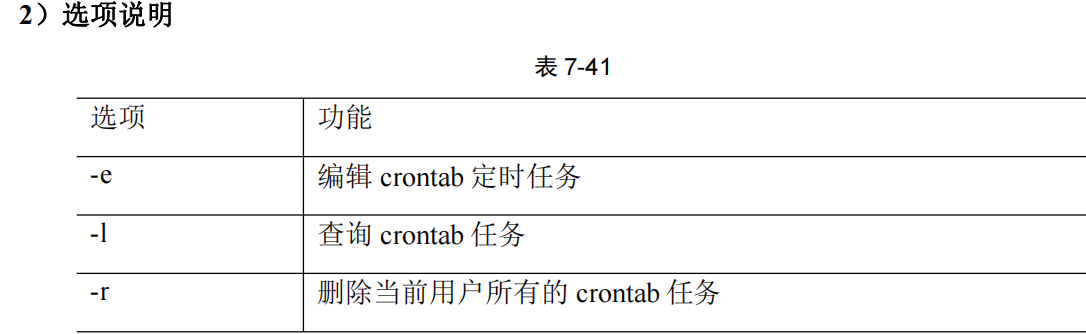 2）选项说明
表 7-41
选项 功能
-e 编辑 crontab 定时任务
-l 查询 crontab 任务
-r 删除当前用户所有的 crontab 任务